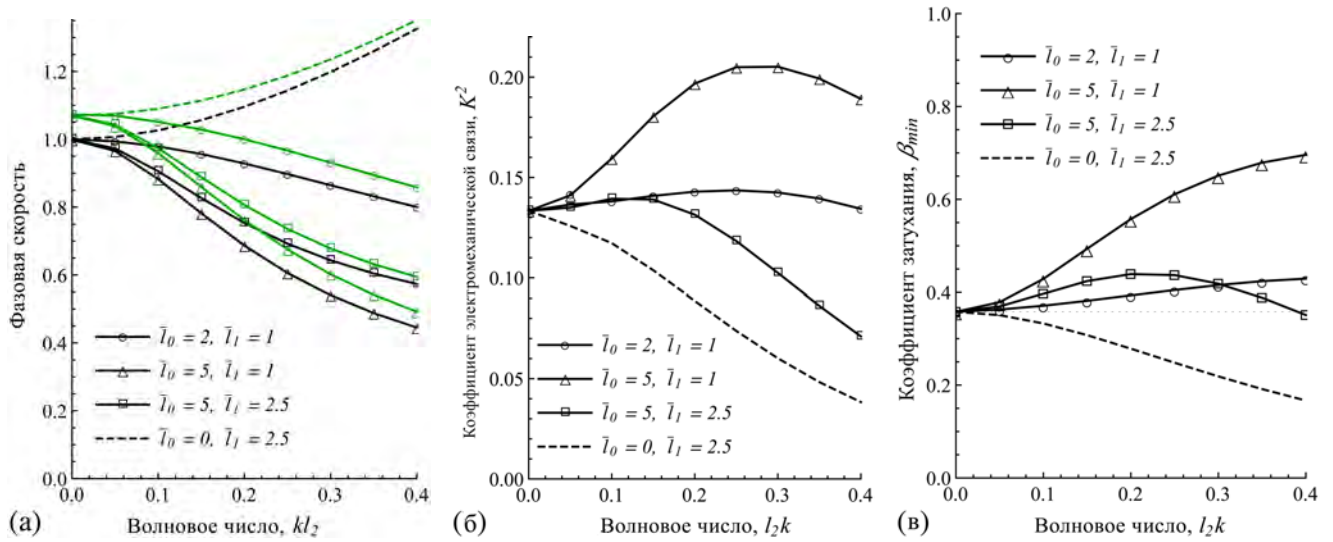 Фазовая скорость
1.2
1.0
0.8
0.6
0.4
0.2
0.0
l̄₀ = 2, l̄₁ = 1
l̄₀ = 5, l̄₁ = 1
l̄₀ = 5, l̄₁ = 2.5
l̄₀ = 0, l̄₁ = 2.5
0.0 0.1 0.2 0.3 0.4
(а) Волновое число, kl₂
Коэффициент электромеханической связи, K²
0.20
0.15
0.10
0.05
0.00
l̄₀ = 2, l̄₁ = 1
l̄₀ = 5, l̄₁ = 1
l̄₀ = 5, l̄₁ = 2.5
l̄₀ = 0, l̄₁ = 2.5
0.0 0.1 0.2 0.3 0.4
(б) Волновое число, l₂k
Коэффициент затухания, βmin
1.0
0.8
0.6
0.4
0.2
0.0
l̄₀ = 2, l̄₁ = 1
l̄₀ = 5, l̄₁ = 1
l̄₀ = 5, l̄₁ = 2.5
l̄₀ = 0, l̄₁ = 2.5
0.0 0.1 0.2 0.3 0.4
(в) Волновое число, l₂k